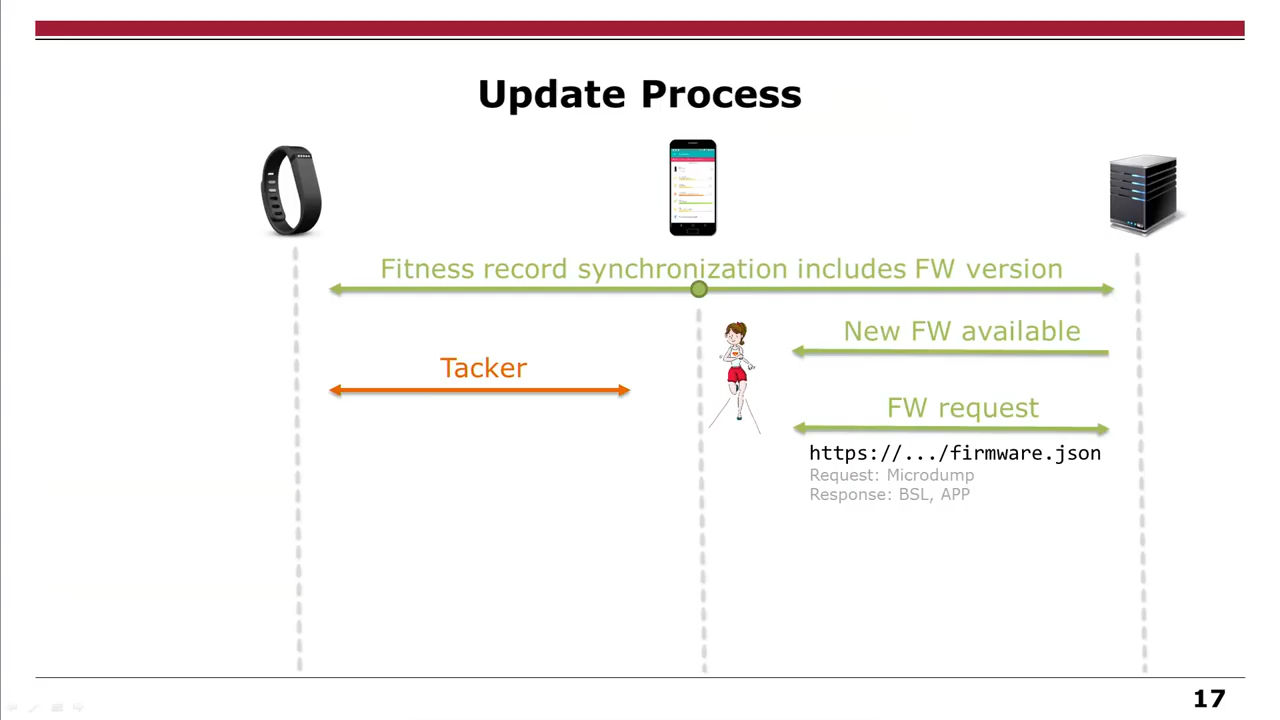 Update Process
Fitness record synchronization includes FW version
New FW available
Tacker
FW request
https://.../firmware.json
Request: Microdump
Response: BSL, APP
17